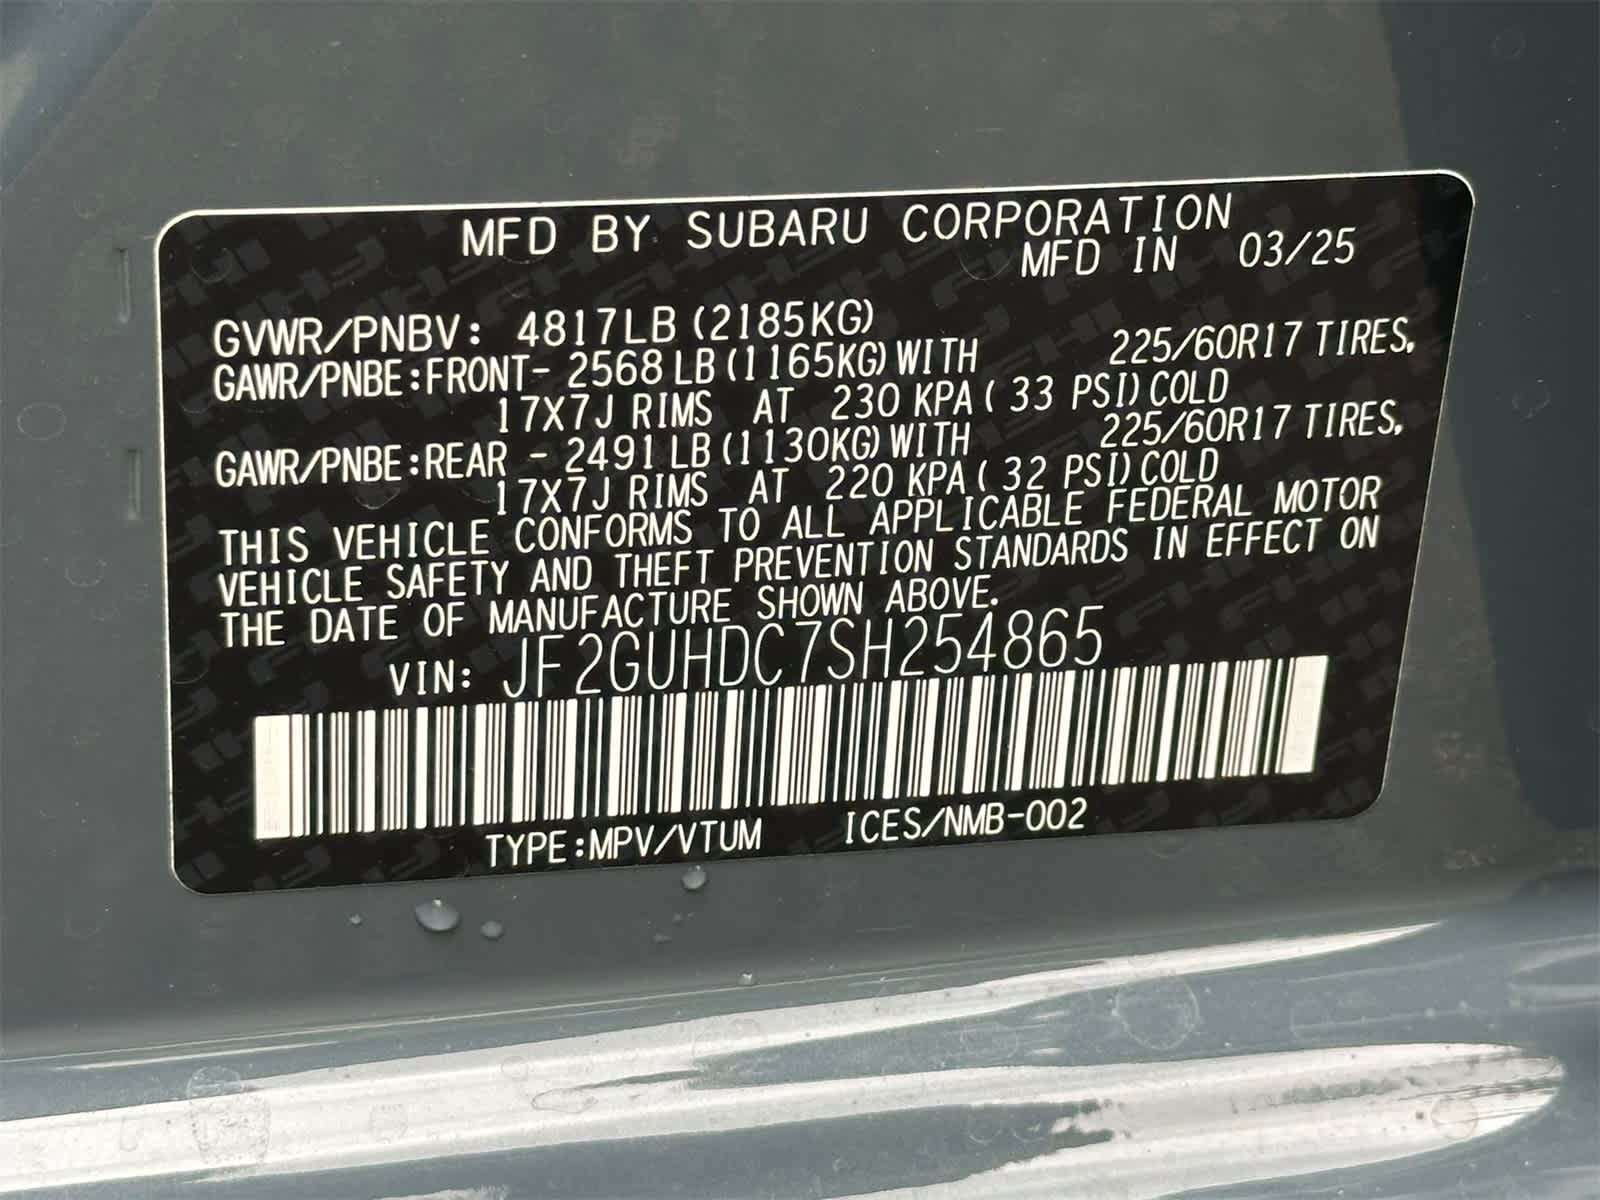 MFD BY SUBARU CORPORATION
MFD IN 03/25
GVWR/PNBV: 4817LB (2185KG)
GAWR/PNBE:FRONT- 2568 LB (1165KG) WITH 225/60R17 TIRES,
17X7J RIMS AT 230 KPA ( 33 PSI) COLD
GAWR/PNBE:REAR - 2491 LB (1130KG) WITH 225/60R17 TIRES,
17X7J RIMS AT 220 KPA ( 32 PSI) COLD
THIS VEHICLE CONFORMS TO ALL APPLICABLE FEDERAL MOTOR
VEHICLE SAFETY AND THEFT PREVENTION STANDARDS IN EFFECT ON
THE DATE OF MANUFACTURE SHOWN ABOVE.
VIN: JF2GUHDC7SH254865
TYPE:MPV/VTUM ICES/NMB-002